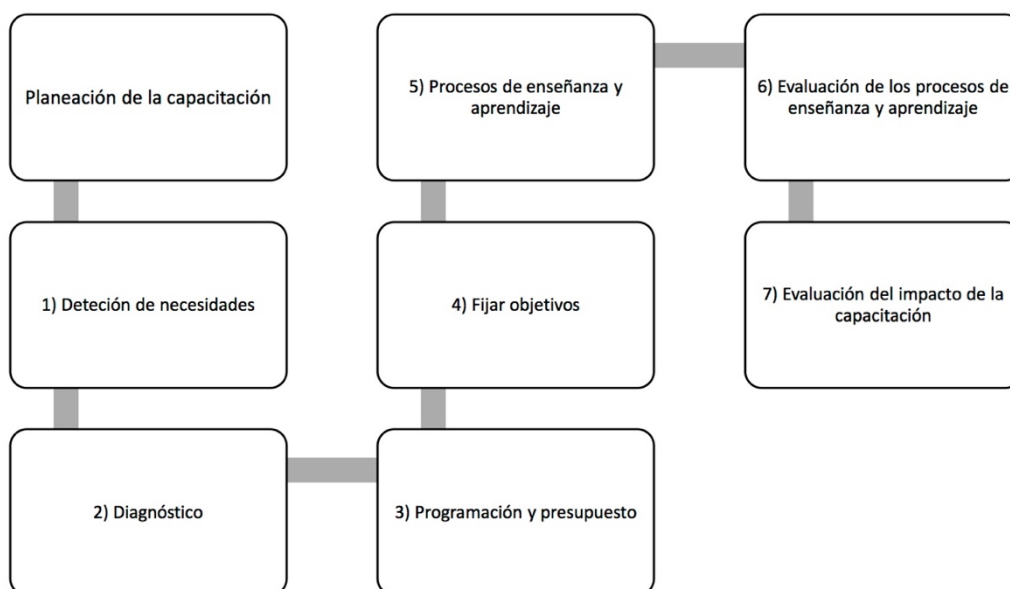 Planeación de la capacitación
1) Deteción de necesidades
2) Diagnóstico
3) Programación y presupuesto
4) Fijar objetivos
5) Procesos de enseñanza y
aprendizaje
6) Evaluación de los procesos de
enseñanza y aprendizaje
7) Evaluación del impacto de la
capacitación